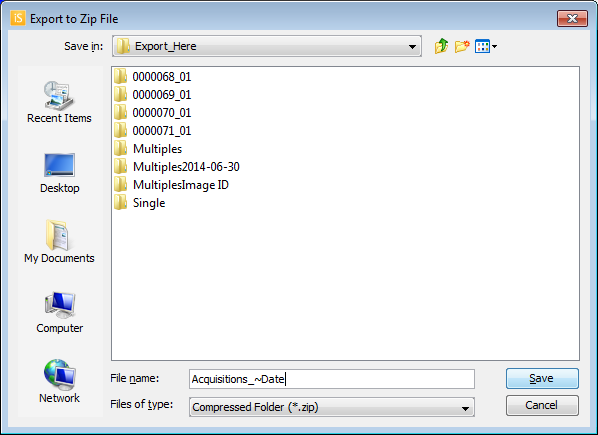 iS Export to Zip File
Save in: Export_Here
0000068_01
0000069_01
0000070_01
0000071_01
Multiples
Multiples2014-06-30
MultiplesImage ID
Single
Recent Items
Desktop
My Documents
Computer
Network
File name: Acquisitions_~Date Save
Files of type: Compressed Folder (*.zip) Cancel